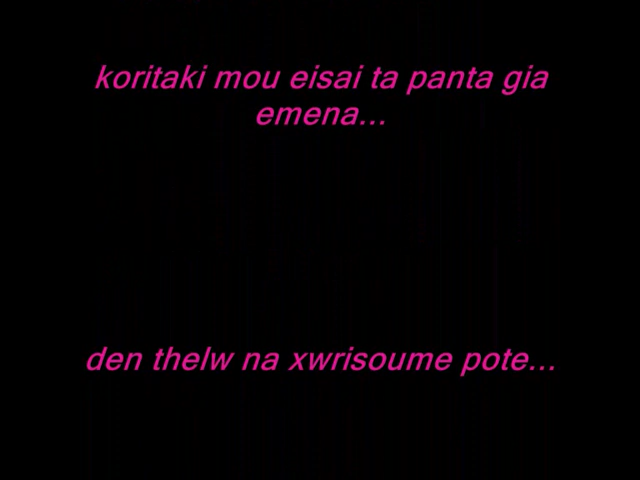 koritaki mou eisai ta panta gia
emena...
den thelw na xwrisoume pote...